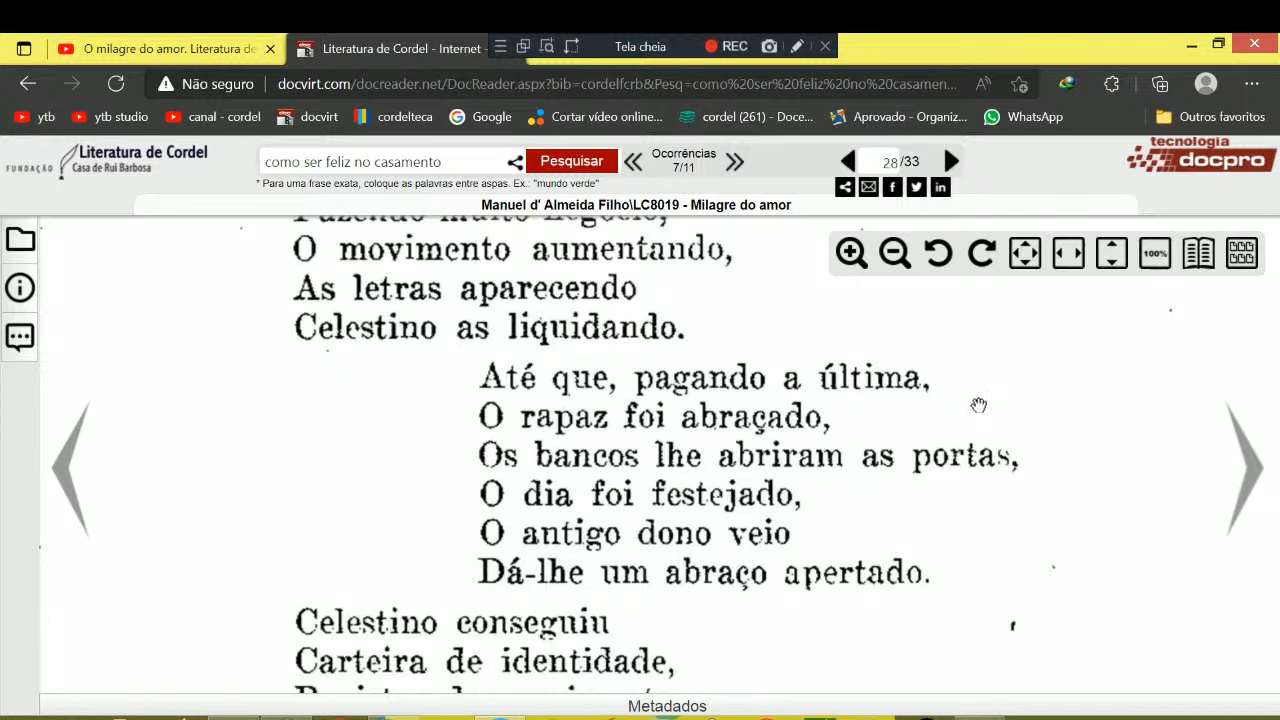 O milagre do amor. Literatura de
Literatura de Cordel - Internet -
Tela cheia
REC
Não seguro
docvirt.com/docreader.net/DocReader.aspx?bib=cordelfcrb&Pesq=como%20ser%20feliz%20no%20casamen...
ytb
ytb studio
canal - cordel
docvirt
cordelteca
Google
Cortar vídeo online...
cordel (261) - Doce...
Aprovado - Organiz...
WhatsApp
Outros favoritos
FUNDAÇÃO
Literatura de Cordel
Casa de Rui Barbosa
como ser feliz no casamento
Pesquisar
Ocorrências
7/11
28 /33
tecnologia
docpro
* Para uma frase exata, coloque as palavras entre aspas. Ex.: "mundo verde"
Manuel d' Almeida Filho\LC8019 - Milagre do amor
100%
Fazendo muito negócio,
O movimento aumentando,
As letras aparecendo
Celestino as liquidando.
Até que, pagando a última,
O rapaz foi abraçado,
Os bancos lhe abriram as portas,
O dia foi festejado,
O antigo dono veio
Dá-lhe um abraço apertado.
Celestino conseguiu
Carteira de identidade,
Metadados